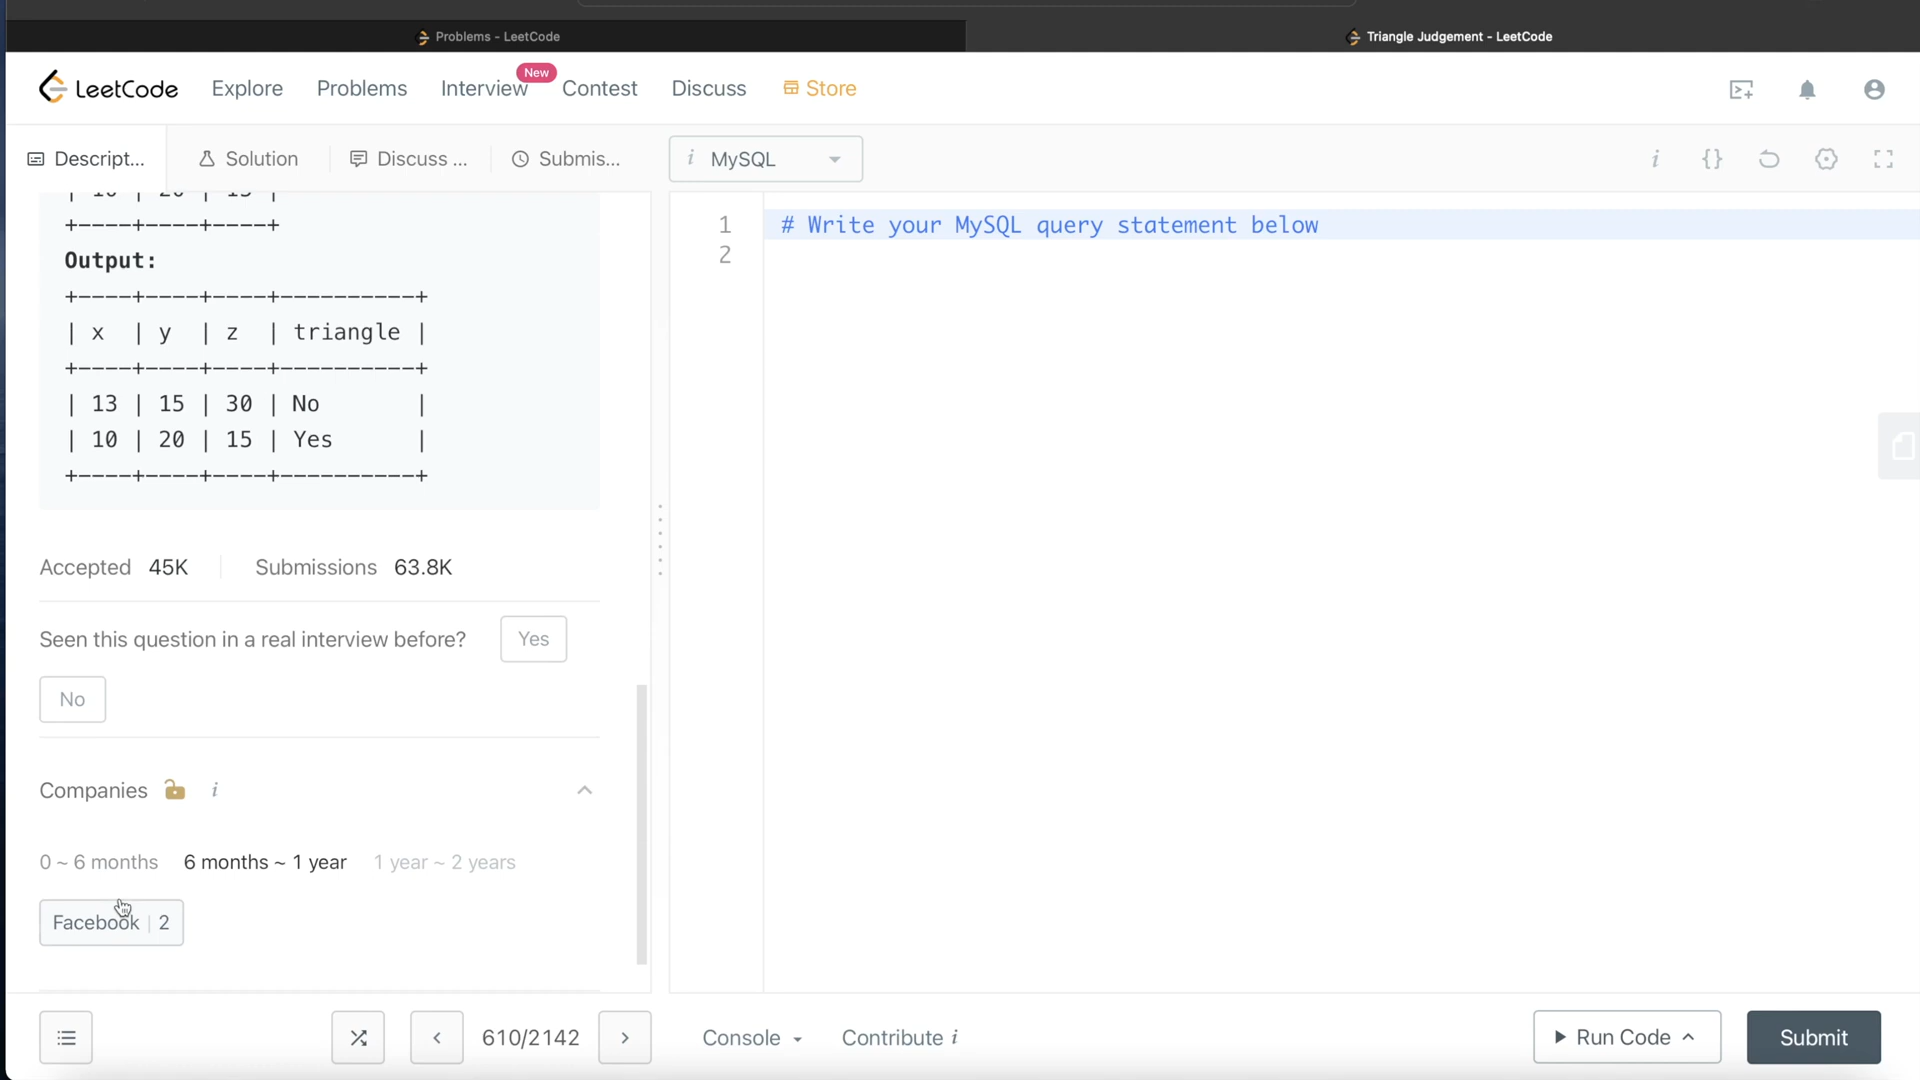 Problems - LeetCode
Triangle Judgement - LeetCode
LeetCode Explore Problems Interview New Contest Discuss Store
Descript... Solution Discuss ... Submis... i MySQL i {}
+----+----+----+
Output:
+----+----+----+----------+
| x | y | z | triangle |
+----+----+----+----------+
| 13 | 15 | 30 | No |
| 10 | 20 | 15 | Yes |
+----+----+----+----------+
1 # Write your MySQL query statement below
2
Accepted 45K Submissions 63.8K
Seen this question in a real interview before? Yes
No
Companies i
0 ~ 6 months 6 months ~ 1 year 1 year ~ 2 years
Facebook 2
610/2142 Console Contribute i Run Code Submit